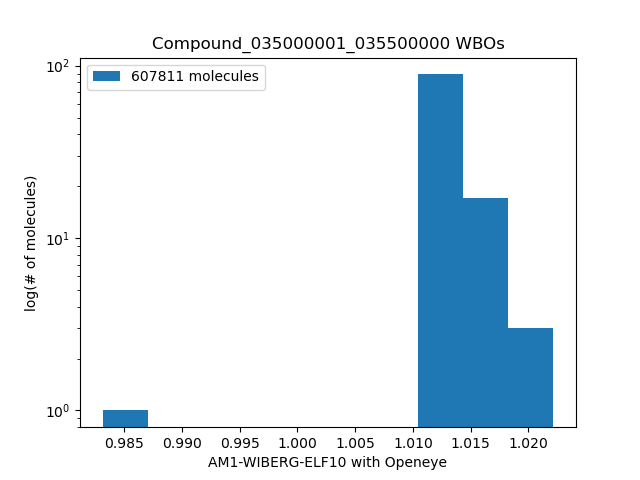 Compound_035000001_035500000 WBOs
607811 molecules
log(# of molecules)
10²
10¹
10⁰
0.985 0.990 0.995 1.000 1.005 1.010 1.015 1.020
AM1-WIBERG-ELF10 with Openeye